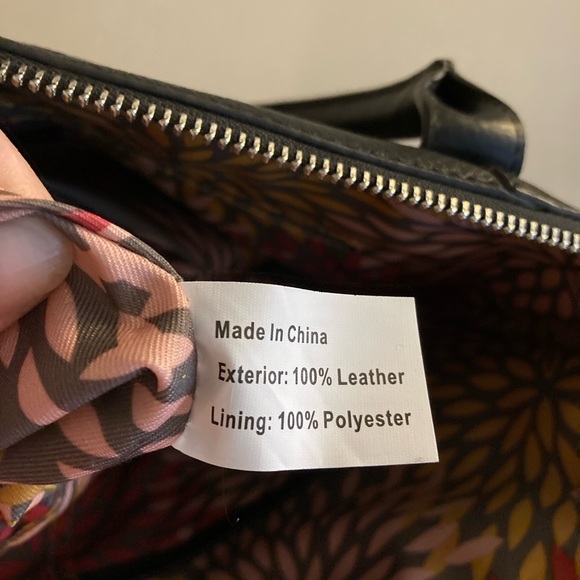 Made In China
Exterior: 100% Leather
Lining: 100% Polyester